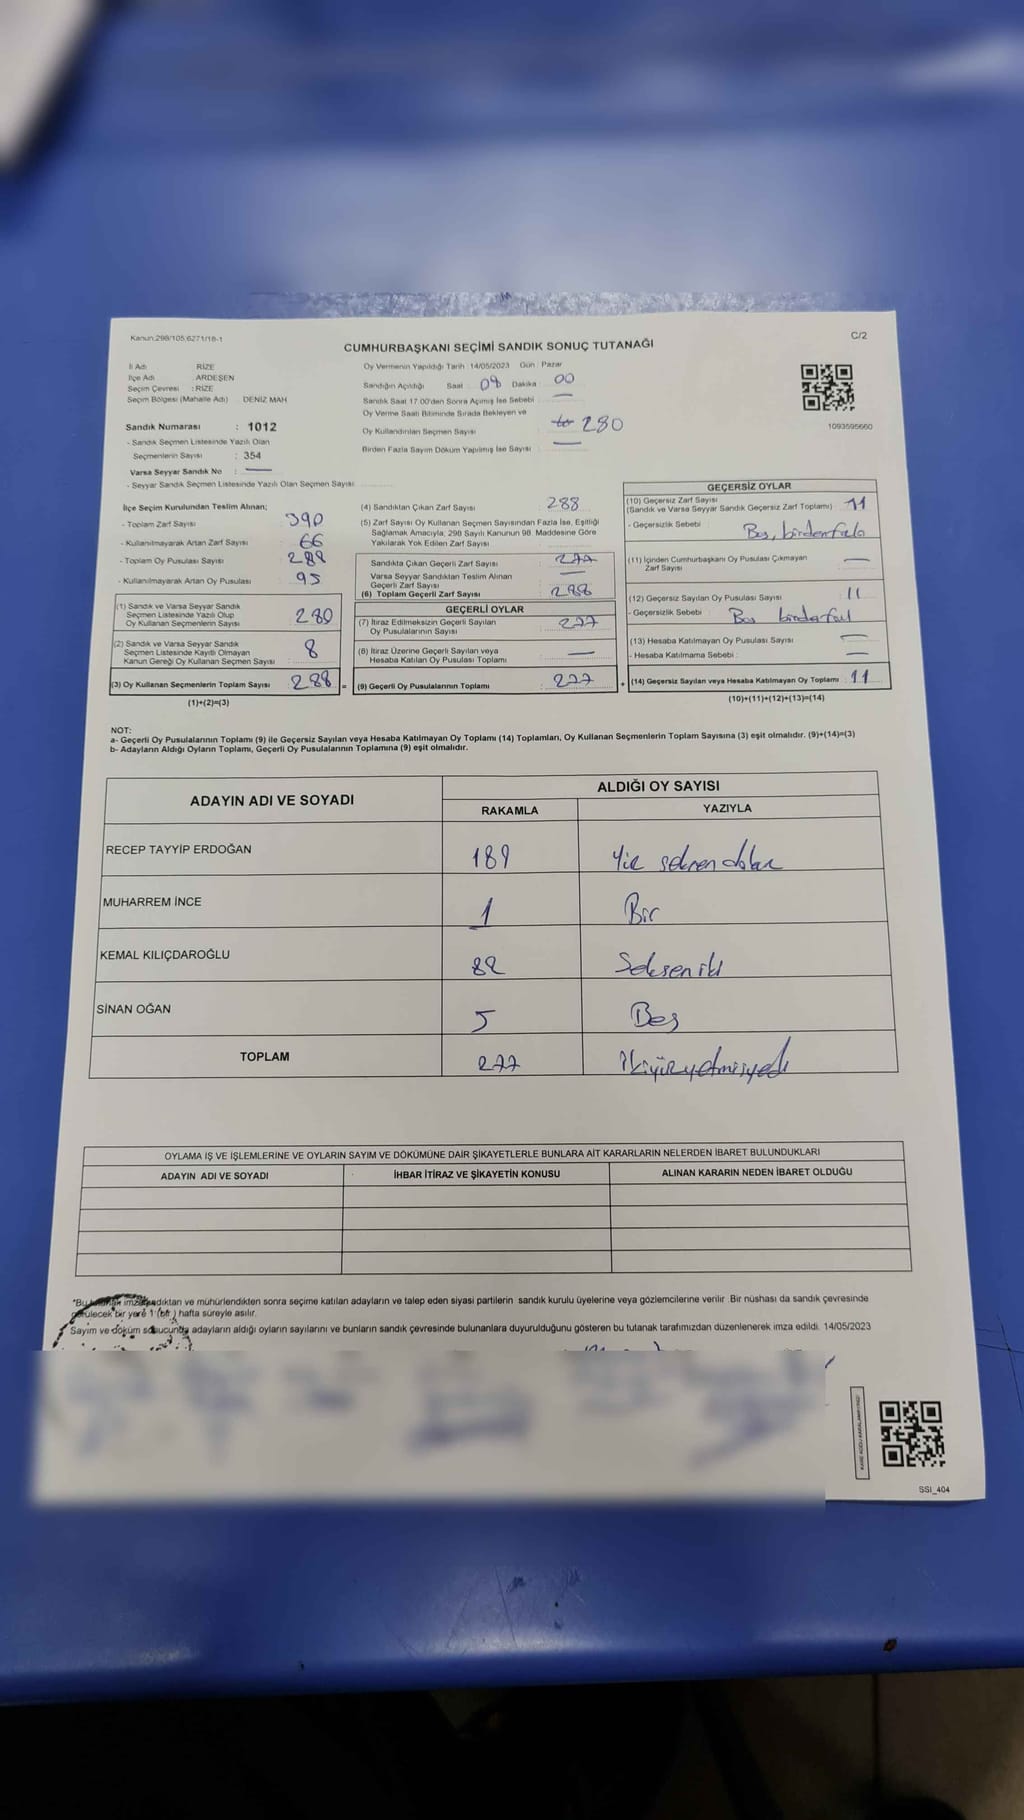 Kanun:298/105,6271/18-1
C/2
CUMHURBAŞKANI SEÇİMİ SANDIK SONUÇ TUTANAĞI
İl Adı RİZE
İlçe Adı : ARDEŞEN
Seçim Çevresi : RİZE
Seçim Bölgesi (Mahalle Adı) DENİZ MAH
Sandık Numarası : 1012
- Sandık Seçmen Listesinde Yazılı Olan
Seçmenlerin Sayısı : 354
Varsa Seyyar Sandık No : —
- Seyyar Sandık Seçmen Listesinde Yazılı Olan Seçmen Sayısı
Oy Vermenin Yapıldığı Tarih :14/05/2023 Gün : Pazar
Sandığın Açıldığı Saat : 08 Dakika : 00
Sandık Saat 17.00'den Sonra Açımış İse Sebebi : —
Oy Verme Saati Bitiminde Sırada Bekleyen ve
Oy Kullandırılan Seçmen Sayısı : 280
Birden Fazla Sayım Döküm Yapılmış İse Sayısı : —
1093595660
İlçe Seçim Kurulundan Teslim Alınan;
- Toplam Zarf Sayısı : 390
- Kullanılmayarak Artan Zarf Sayısı : 66
- Toplam Oy Pusulası Sayısı
- Kullanılmayarak Artan Oy Pusulası : 95
(1) Sandık ve Varsa Seyyar Sandık
Seçmen Listesinde Yazılı Olup
Oy Kullanan Seçmenlerin Sayısı : 280
(2) Sandık ve Varsa Seyyar Sandık
Seçmen Listesinde Kayıtlı Olmayan
Kanun Gereği Oy Kullanan Seçmen Sayısı : 8
(3) Oy Kullanan Seçmenlerin Toplam Sayısı : 288 =
(1)+(2)=(3)
(4) Sandıktan Çıkan Zarf Sayısı : 288
(5) Zarf Sayısı Oy Kullanan Seçmen Sayısından Fazla İse, Eşitliği
Sağlamak Amacıyla, 298 Sayılı Kanunun 98. Maddesine Göre
Yakılarak Yok Edilen Zarf Sayısı
Sandıkta Çıkan Geçerli Zarf Sayısı : 277
Varsa Seyyar Sandıktan Teslim Alınan
Geçerli Zarf Sayısı : —
(6) Toplam Geçerli Zarf Sayısı : 288
GEÇERLİ OYLAR
(7) İtiraz Edilmeksizin Geçerli Sayılan
Oy Pusulalarının Sayısı : 277
(8) İtiraz Üzerine Geçerli Sayılan veya
Hesaba Katılan Oy Pusulası Toplamı : —
(9) Geçerli Oy Pusulalarının Toplamı : 277 +
GEÇERSİZ OYLAR
(10) Geçersiz Zarf Sayısı
(Sandık ve Varsa Seyyar Sandık Geçersiz Zarf Toplamı) : 11
- Geçersizlik Sebebi : Boş, birdenfazla
(11) İçinden Cumhurbaşkanı Oy Pusulası Çıkmayan
Zarf Sayısı : —
(12) Geçersiz Sayılan Oy Pusulası Sayısı : 11
- Geçersizlik Sebebi : Boş
(13) Hesaba Katılmayan Oy Pusulası Sayısı : —
- Hesaba Katılmama Sebebi : —
(14) Geçersiz Sayılan veya Hesaba Katılmayan Oy Toplamı : 11
(10)+(11)+(12)+(13)=(14)
NOT:
a- Geçerli Oy Pusulalarının Toplamı (9) ile Geçersiz Sayılan veya Hesaba Katılmayan Oy Toplamı (14) Toplamları, Oy Kullanan Seçmenlerin Toplam Sayısına (3) eşit olmalıdır. (9)+(14)=(3)
b- Adayların Aldığı Oyların Toplamı, Geçerli Oy Pusulalarının Toplamına (9) eşit olmalıdır.
ADAYIN ADI VE SOYADI ALDIĞI OY SAYISI
RAKAMLA YAZIYLA
RECEP TAYYİP ERDOĞAN 189
MUHARREM İNCE 1 Bir
KEMAL KILIÇDAROĞLU 82 Seksen iki
SİNAN OĞAN 5 Beş
TOPLAM 277 ikiyüzyetmişyedi
OYLAMA İŞ VE İŞLEMLERİNE VE OYLARIN SAYIM VE DÖKÜMÜNE DAİR ŞİKAYETLERLE BUNLARA AİT KARARLARIN NELERDEN İBARET BULUNDUKLARI
ADAYIN ADI VE SOYADI İHBAR İTİRAZ VE ŞİKAYETİN KONUSU ALINAN KARARIN NEDEN İBARET OLDUĞU
*Bu tutanak imzalandıktan ve mühürlendikten sonra seçime katılan adayların ve talep eden siyasi partilerin sandık kurulu üyelerine veya gözlemcilerine verilir. Bir nüshası da sandık çevresinde
görülecek bir yere 1 (bir) hafta süreyle asılır.
Sayım ve döküm sonucunda adayların aldığı oyların sayılarını ve bunların sandık çevresinde bulunanlara duyurulduğunu gösteren bu tutanak tarafımızdan düzenlenerek imza edildi. 14/05/2023
SSI_404